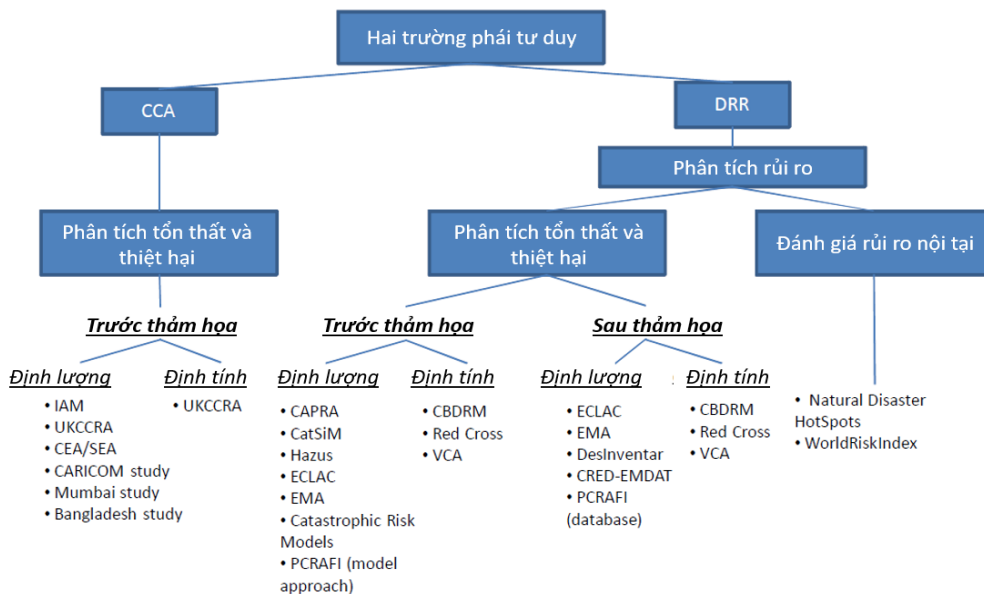 Hai trường phái tư duy
CCA
DRR
Phân tích rủi ro
Phân tích tổn thất và
thiệt hại
Phân tích tổn thất và
thiệt hại
Đánh giá rủi ro nội tại
Trước thảm họa
Trước thảm họa
Sau thảm họa
Định lượng
Định tính
Định lượng
Định tính
Định lượng
Định tính
• IAM
• UKCCRA
• CEA/SEA
• CARICOM study
• Mumbai study
• Bangladesh study
• UKCCRA
• CAPRA
• CatSiM
• Hazus
• ECLAC
• EMA
• Catastrophic Risk
Models
• PCRAFI (model
approach)
• CBDRM
• Red Cross
• VCA
• ECLAC
• EMA
• DesInventar
• CRED-EMDAT
• PCRAFI
(database)
• CBDRM
• Red Cross
• VCA
• Natural Disaster
HotSpots
• WorldRiskIndex